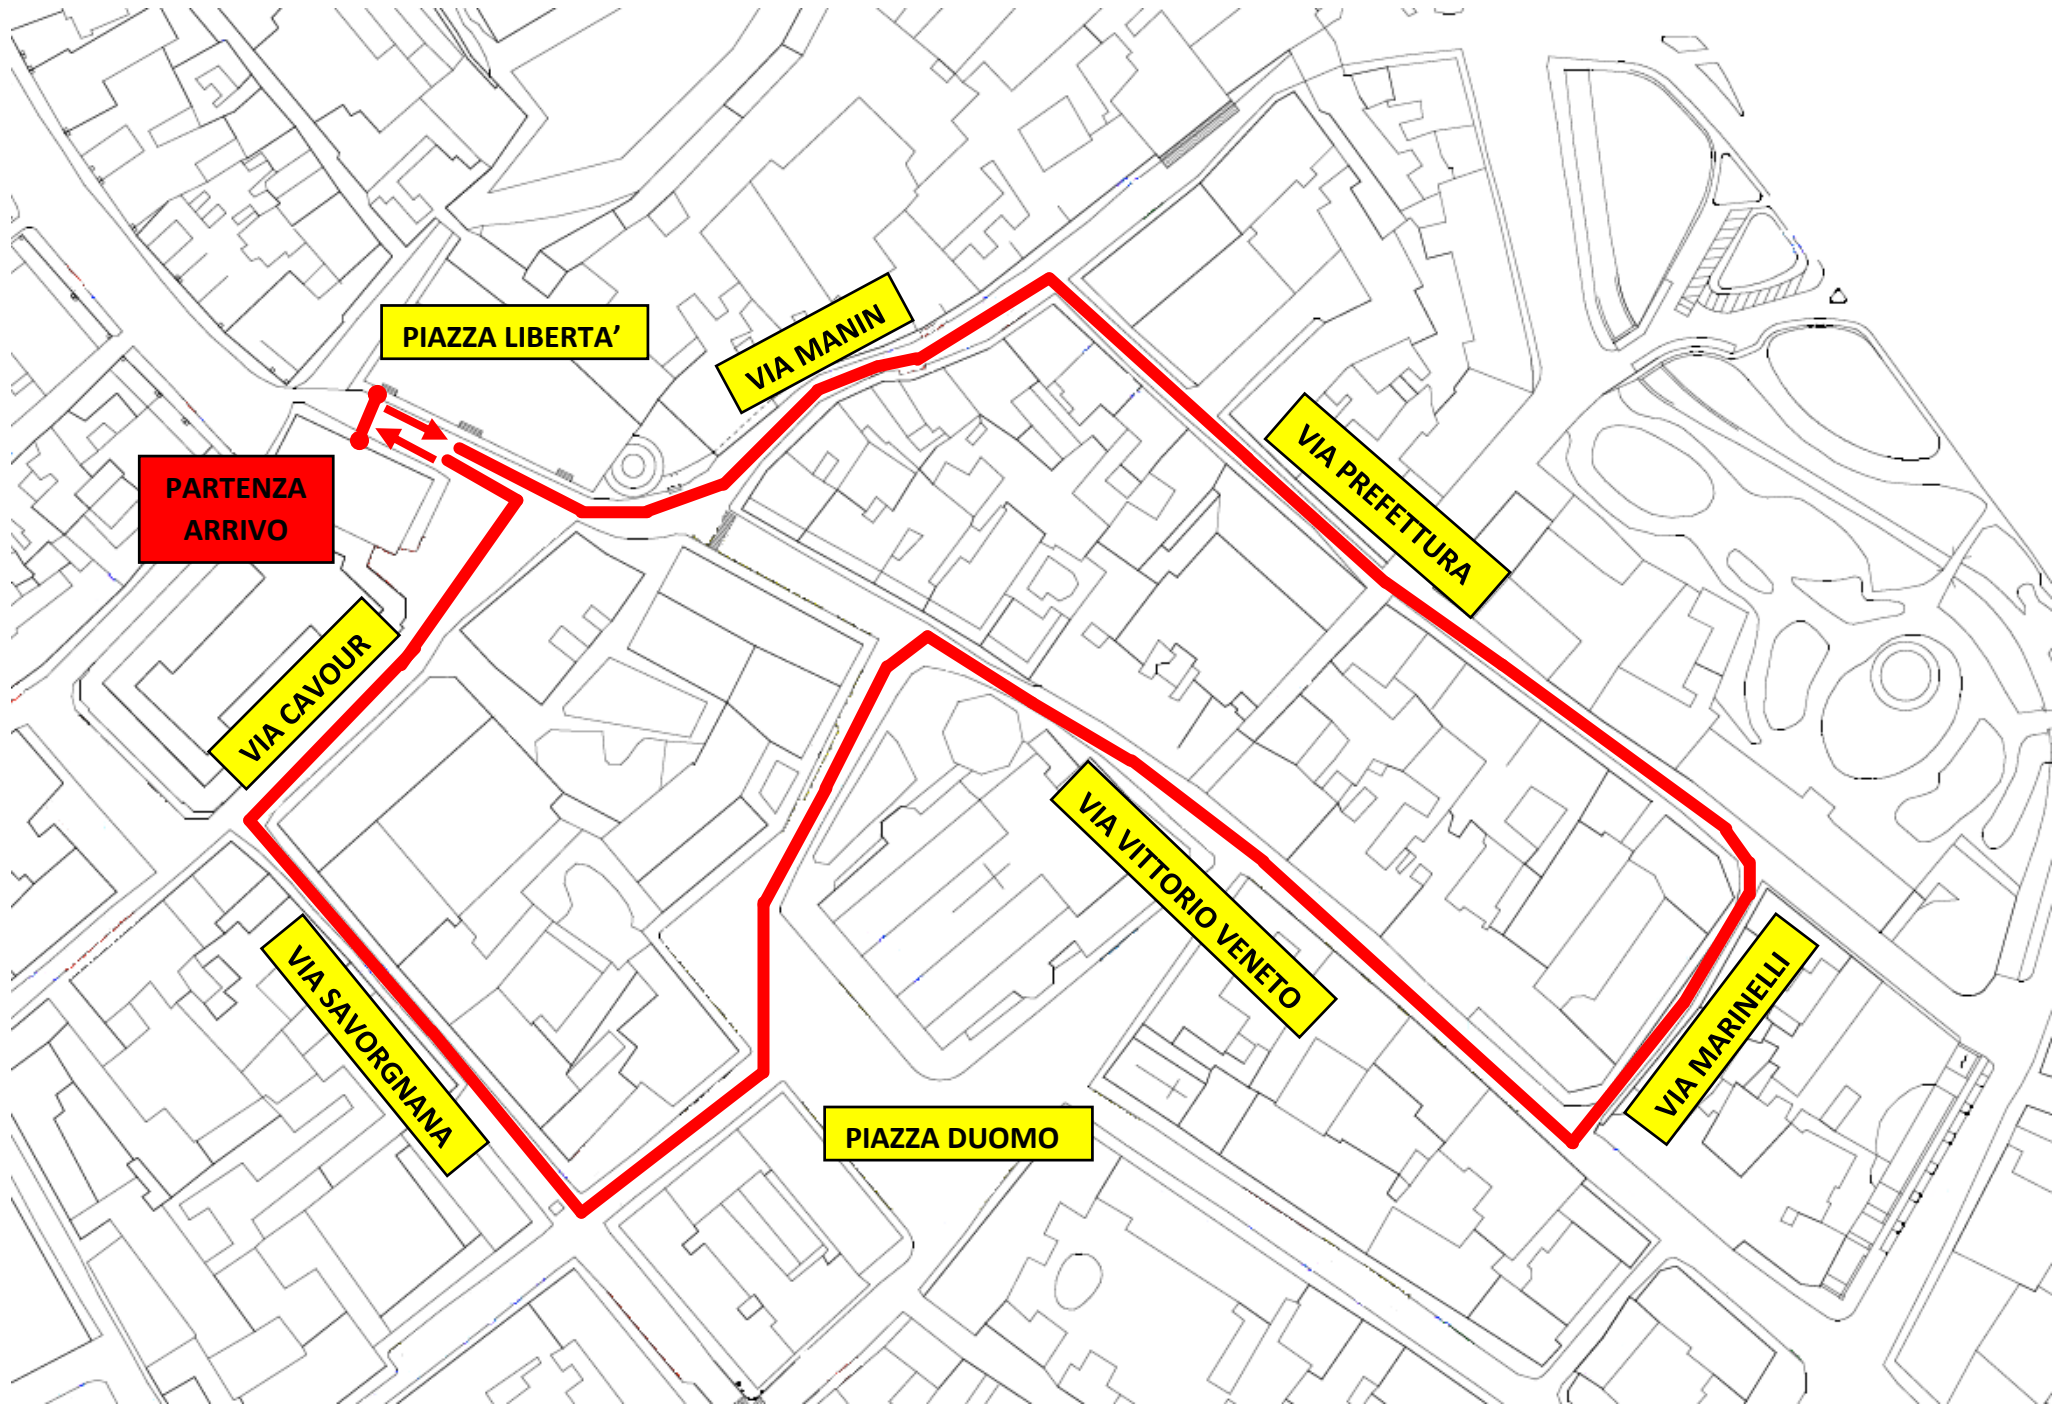 PIAZZA LIBERTA’
VIA MANIN
VIA PREFETTURA
PARTENZA
ARRIVO
VIA CAVOUR
VIA VITTORIO VENETO
VIA SAVORGNANA
VIA MARINELLI
PIAZZA DUOMO